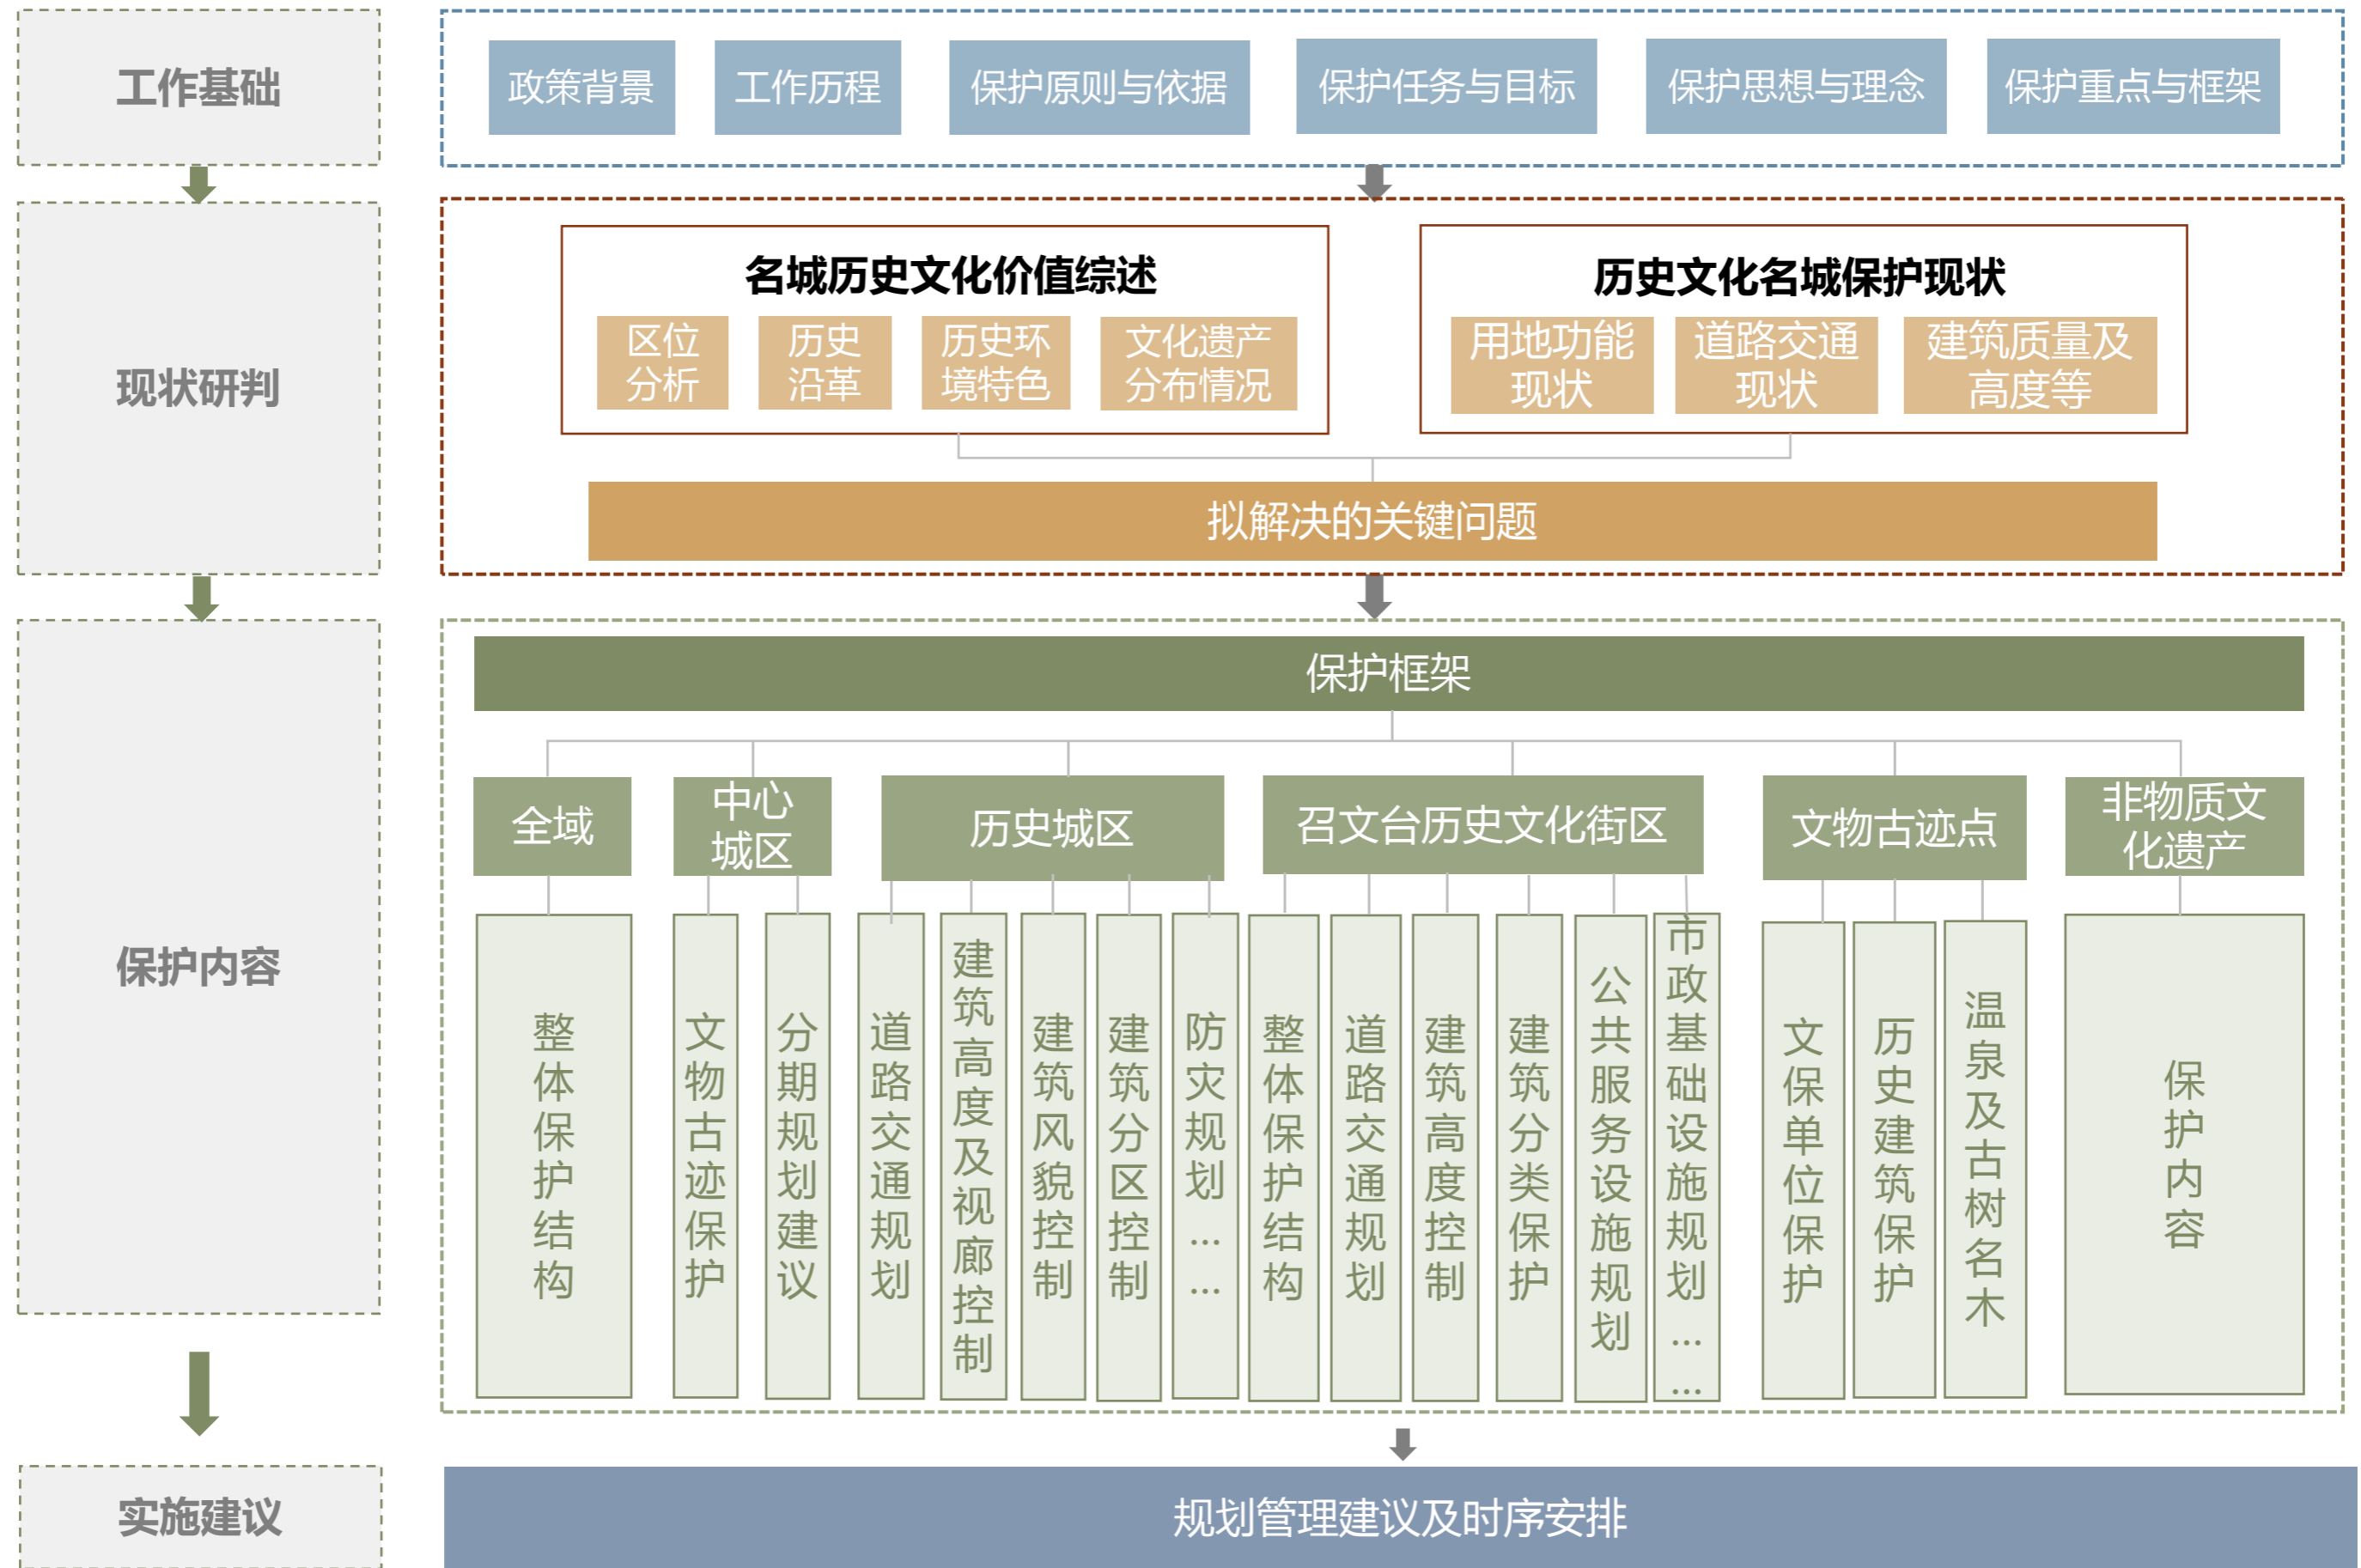 工作基础
政策背景
工作历程
保护原则与依据
保护任务与目标
保护思想与理念
保护重点与框架
现状研判
名城历史文化价值综述
区位
分析
历史
沿革
历史环
境特色
文化遗产
分布情况
历史文化名城保护现状
用地功能
现状
道路交通
现状
建筑质量及
高度等
拟解决的关键问题
保护内容
保护框架
全域
中心
城区
历史城区
召文台历史文化街区
文物古迹点
非物质文
化遗产
整体保护结构
文物古迹保护
分期规划建议
道路交通规划
建筑高度及视廊控制
建筑风貌控制
建筑分区控制
防灾规划……
整体保护结构
道路交通规划
建筑高度控制
建筑分类保护
公共服务设施规划
市政基础设施规划……
文保单位保护
历史建筑保护
温泉及古树名木
保护内容
实施建议
规划管理建议及时序安排